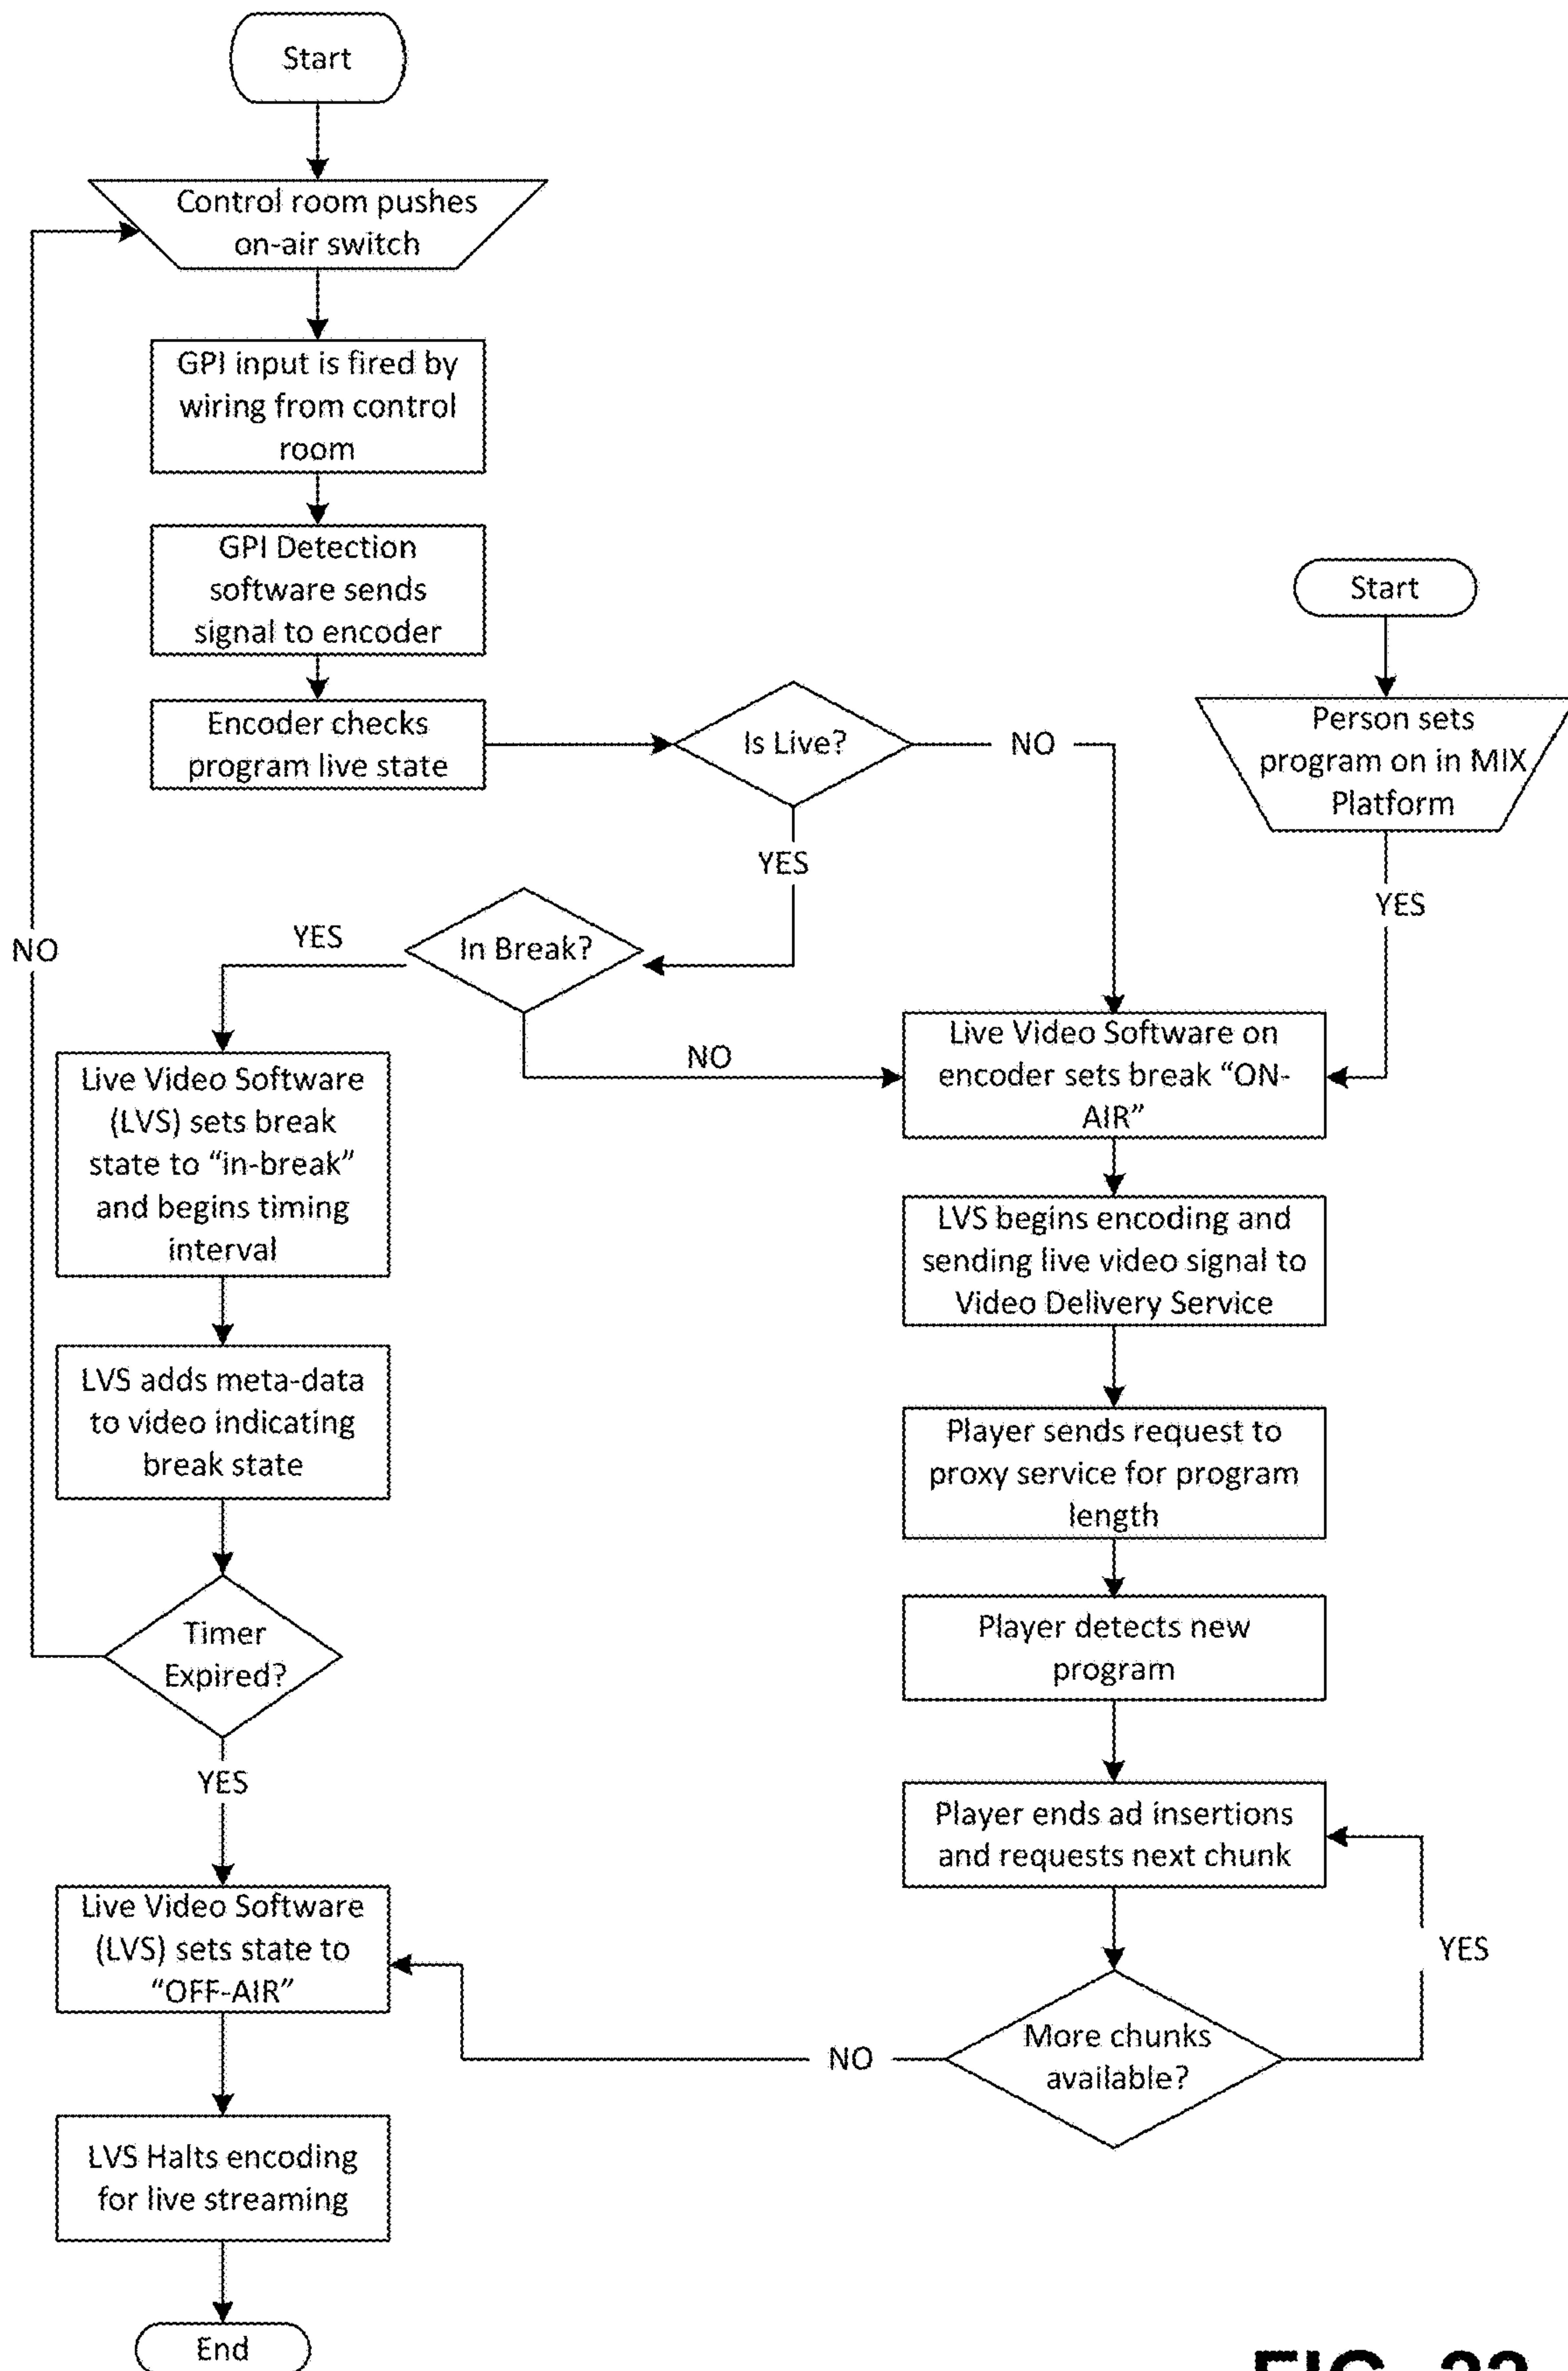 Start
Control room pushes
on-air switch
GPI input is fired by
wiring from control
room
GPI Detection
software sends
signal to encoder
Encoder checks
program live state
Is Live?
NO
YES
Start
Person sets
program on in MIX
Platform
YES
In Break?
YES
NO
NO
Live Video Software
(LVS) sets break
state to “in-break”
and begins timing
interval
LVS adds meta-data
to video indicating
break state
Timer
Expired?
YES
Live Video Software
(LVS) sets state to
“OFF-AIR”
LVS Halts encoding
for live streaming
End
Live Video Software on
encoder sets break “ON-
AIR”
LVS begins encoding and
sending live video signal to
Video Delivery Service
Player sends request to
proxy service for program
length
Player detects new
program
Player ends ad insertions
and requests next chunk
YES
More chunks
available?
NO